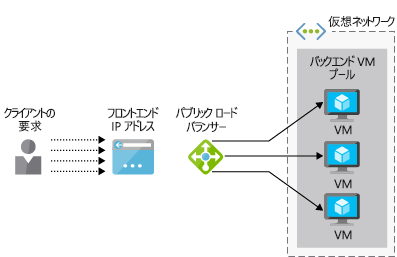 仮想ネットワーク
バックエンド VM
プール
クライアントの
要求
フロントエンド
IP アドレス
パブリック ロード
バランサー
VM
VM
VM